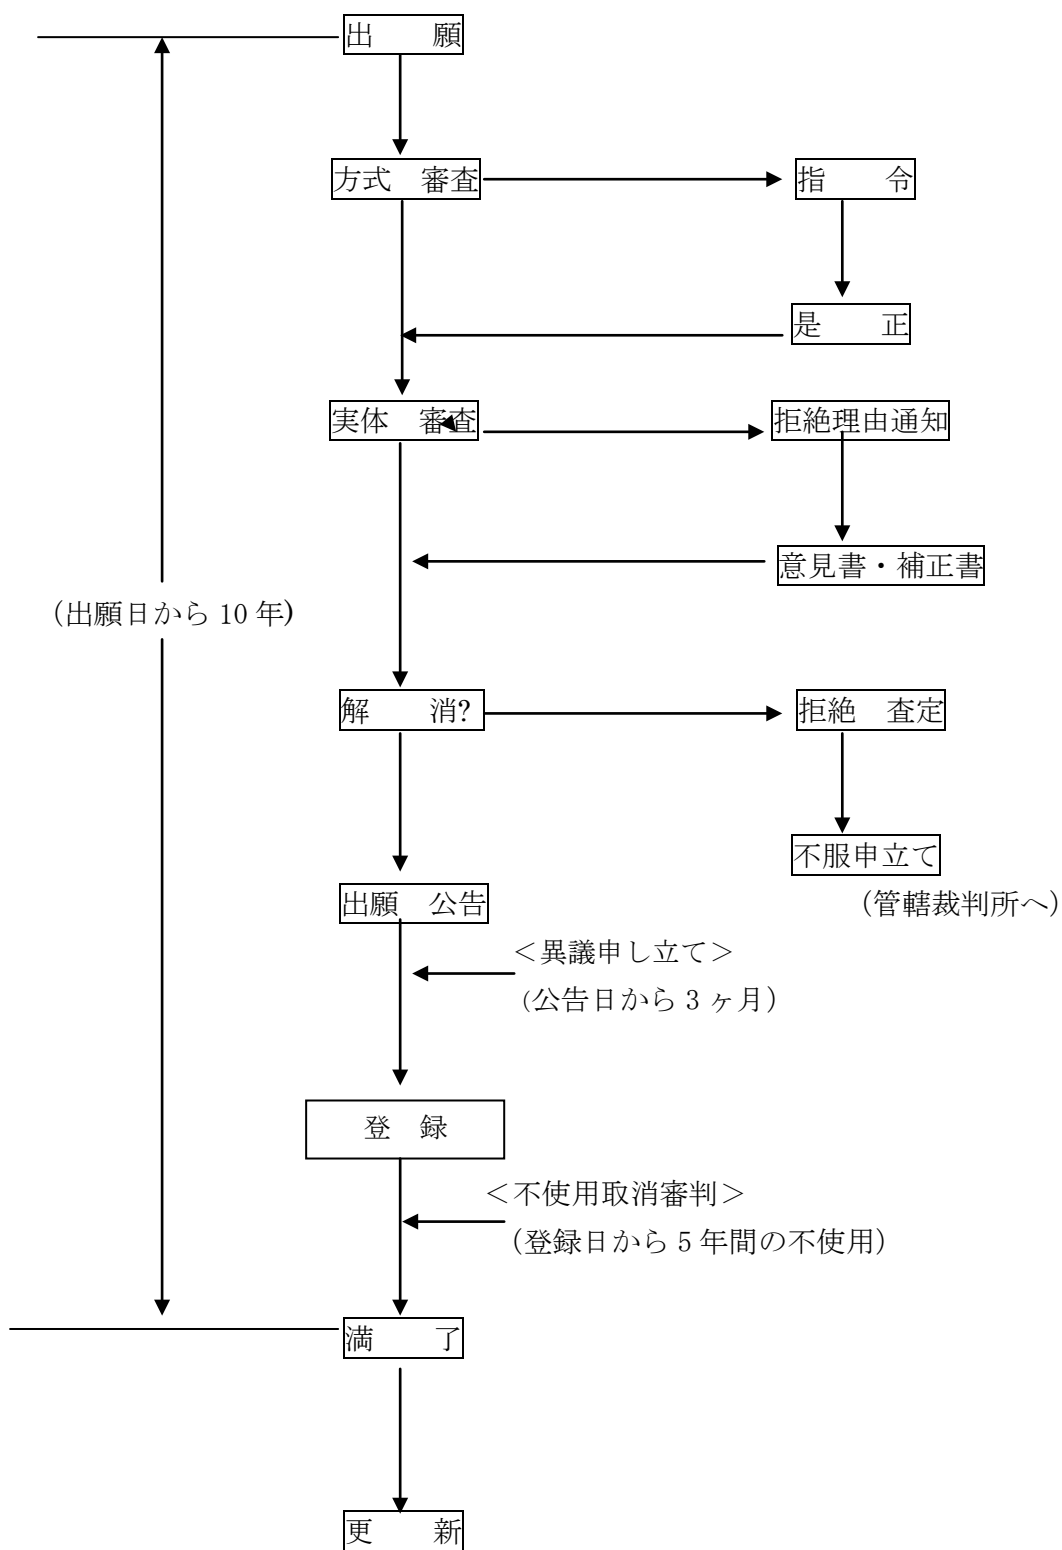 出　　願
方式　審査
指　　令
是　　正
実体　審査
拒絶理由通知
意見書・補正書
（出願日から 10 年）
解　　消?
拒絶　査定
不服申立て
（管轄裁判所へ）
出願　公告
＜異議申し立て＞
（公告日から 3 ヶ月）
登　録
＜不使用取消審判＞
（登録日から 5 年間の不使用）
満　　了
更　　新